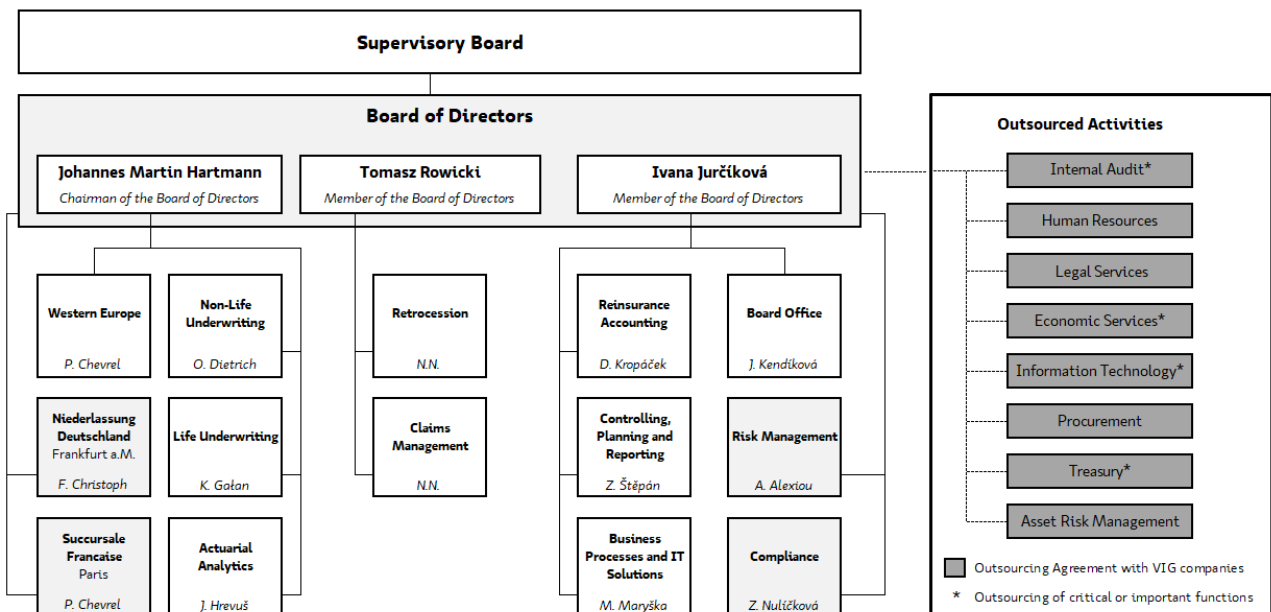 Supervisory Board
Board of Directors
Johannes Martin Hartmann
Chairman of the Board of Directors
Tomasz Rowicki
Member of the Board of Directors
Ivana Jurčíková
Member of the Board of Directors
Western Europe
P. Chevrel
Non-Life
Underwriting
O. Dietrich
Retrocession
N.N.
Reinsurance
Accounting
D. Kropáček
Board Office
J. Kendíková
Niederlassung
Deutschland
Frankfurt a.M.
F. Christoph
Life Underwriting
K. Gałan
Claims
Management
N.N.
Controlling,
Planning and
Reporting
Z. Štěpán
Risk Management
A. Alexiou
Succursale
Francaise
Paris
P. Chevrel
Actuarial
Analytics
J. Hrevuš
Business
Processes and IT
Solutions
M. Maryška
Compliance
Z. Nulíčková
Outsourced Activities
Internal Audit*
Human Resources
Legal Services
Economic Services*
Information Technology*
Procurement
Treasury*
Asset Risk Management
Outsourcing Agreement with VIG companies
* Outsourcing of critical or important functions